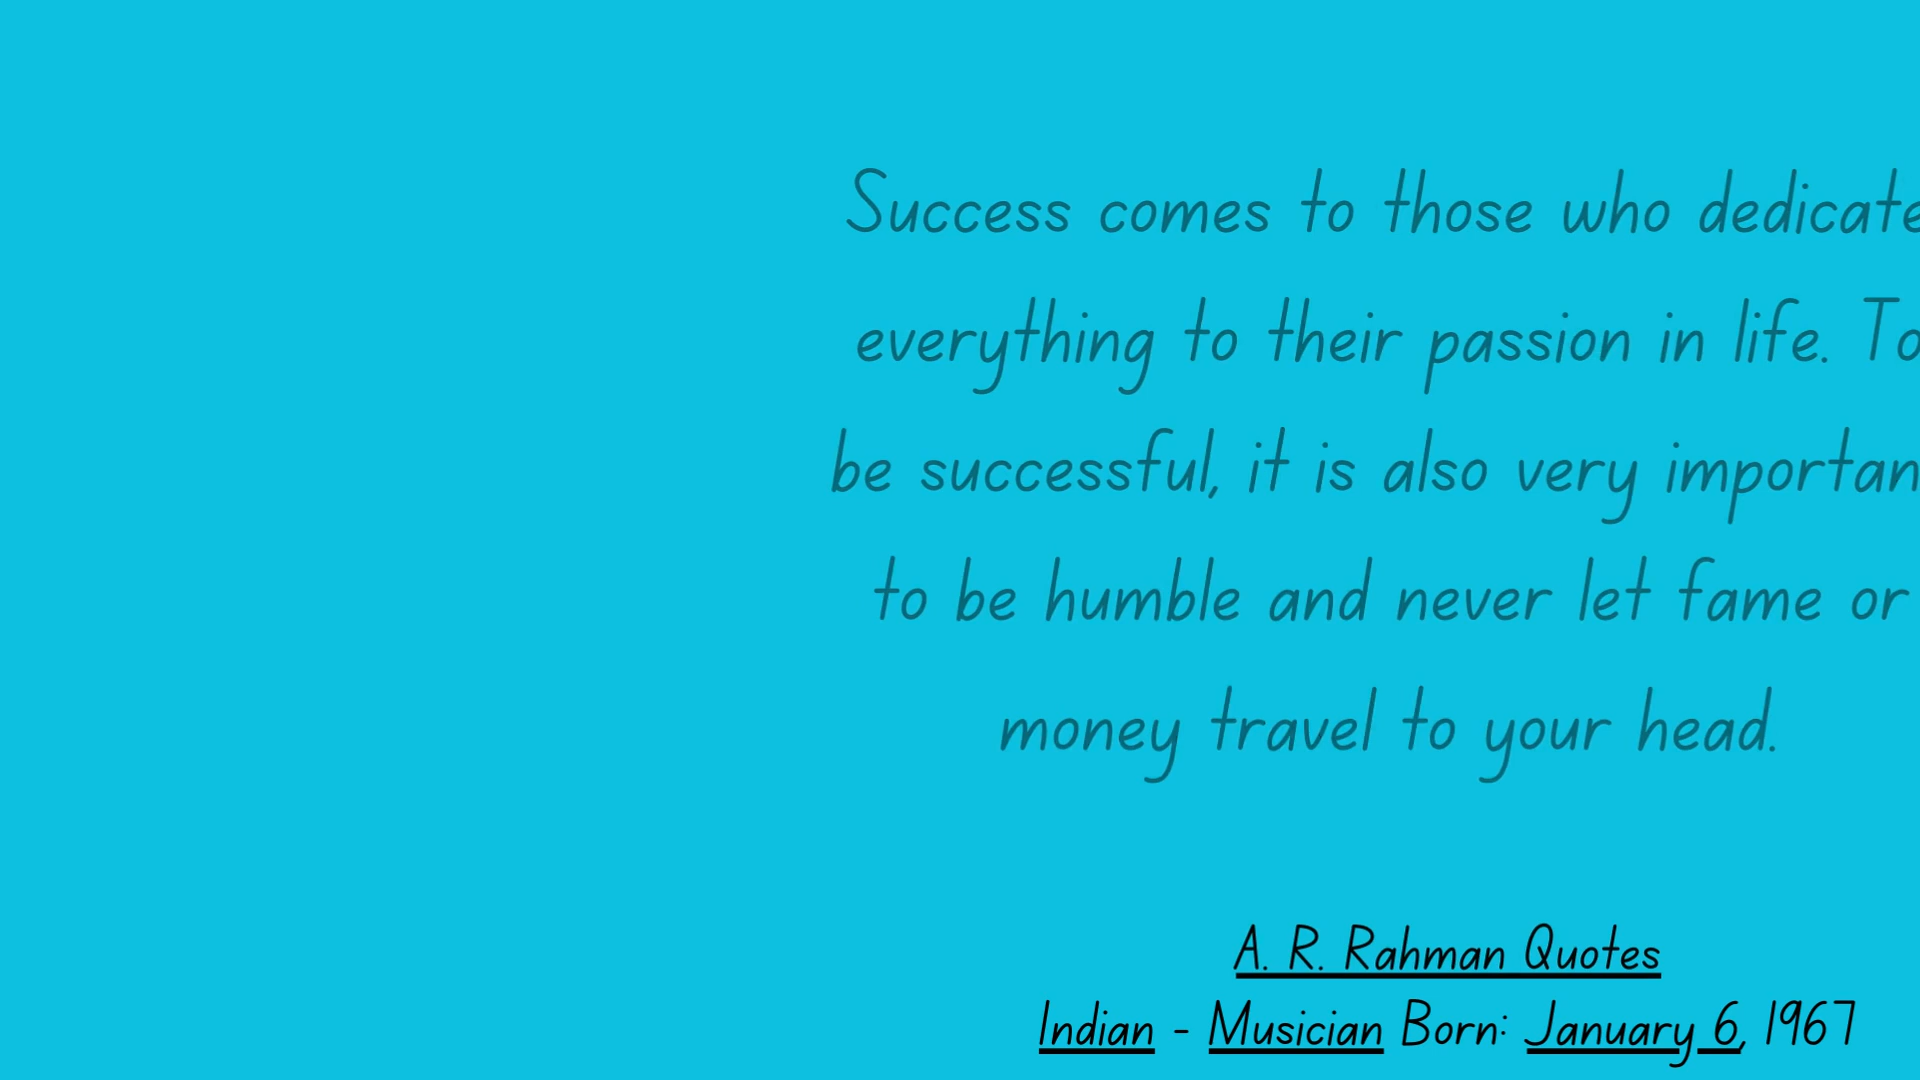 Success comes to those who dedicate
everything to their passion in life. To
be successful, it is also very importan
to be humble and never let fame or
money travel to your head.
A. R. Rahman Quotes
Indian - Musician Born: January 6, 1967